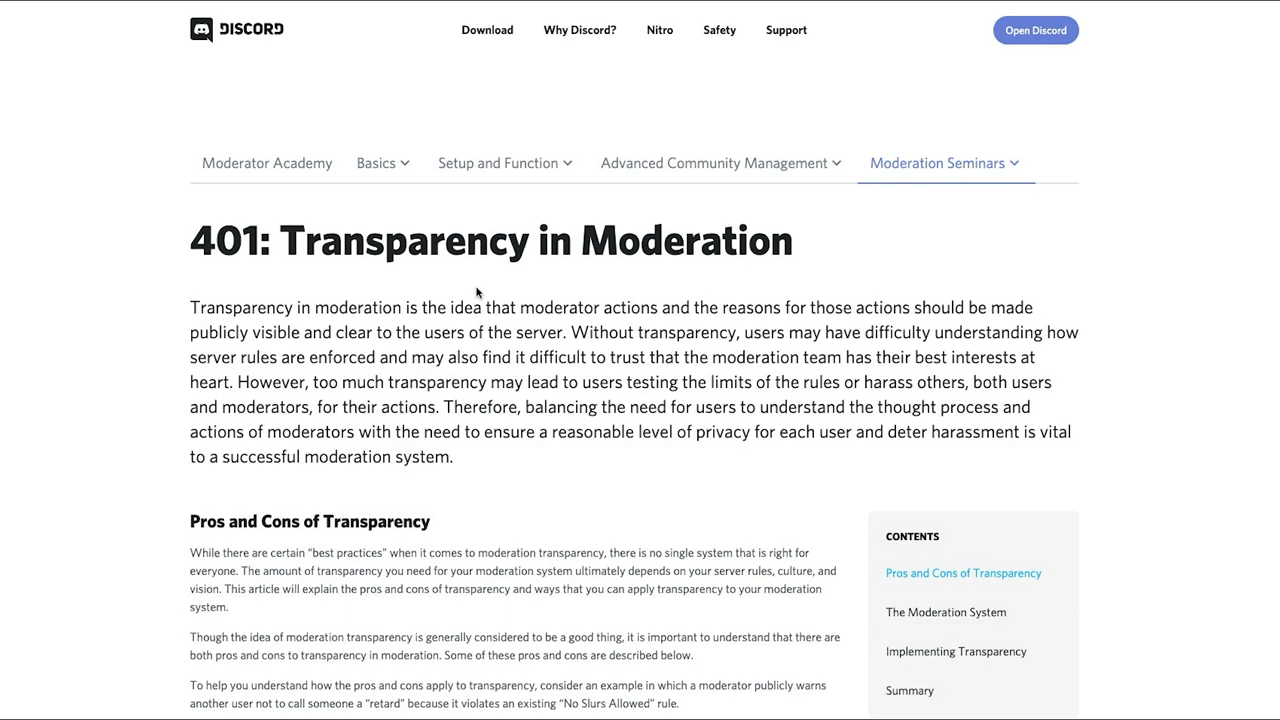 DISCORD
Download
Why Discord?
Nitro
Safety
Support
Open Discord
Moderator Academy
Basics
Setup and Function
Advanced Community Management
Moderation Seminars
401: Transparency in Moderation
Transparency in moderation is the idea that moderator actions and the reasons for those actions should be made
publicly visible and clear to the users of the server. Without transparency, users may have difficulty understanding how
server rules are enforced and may also find it difficult to trust that the moderation team has their best interests at
heart. However, too much transparency may lead to users testing the limits of the rules or harass others, both users
and moderators, for their actions. Therefore, balancing the need for users to understand the thought process and
actions of moderators with the need to ensure a reasonable level of privacy for each user and deter harassment is vital
to a successful moderation system.
Pros and Cons of Transparency
While there are certain “best practices” when it comes to moderation transparency, there is no single system that is right for
everyone. The amount of transparency you need for your moderation system ultimately depends on your server rules, culture, and
vision. This article will explain the pros and cons of transparency and ways that you can apply transparency to your moderation
system.
Though the idea of moderation transparency is generally considered to be a good thing, it is important to understand that there are
both pros and cons to transparency in moderation. Some of these pros and cons are described below.
To help you understand how the pros and cons apply to transparency, consider an example in which a moderator publicly warns
another user not to call someone a “retard” because it violates an existing “No Slurs Allowed” rule.
CONTENTS
Pros and Cons of Transparency
The Moderation System
Implementing Transparency
Summary